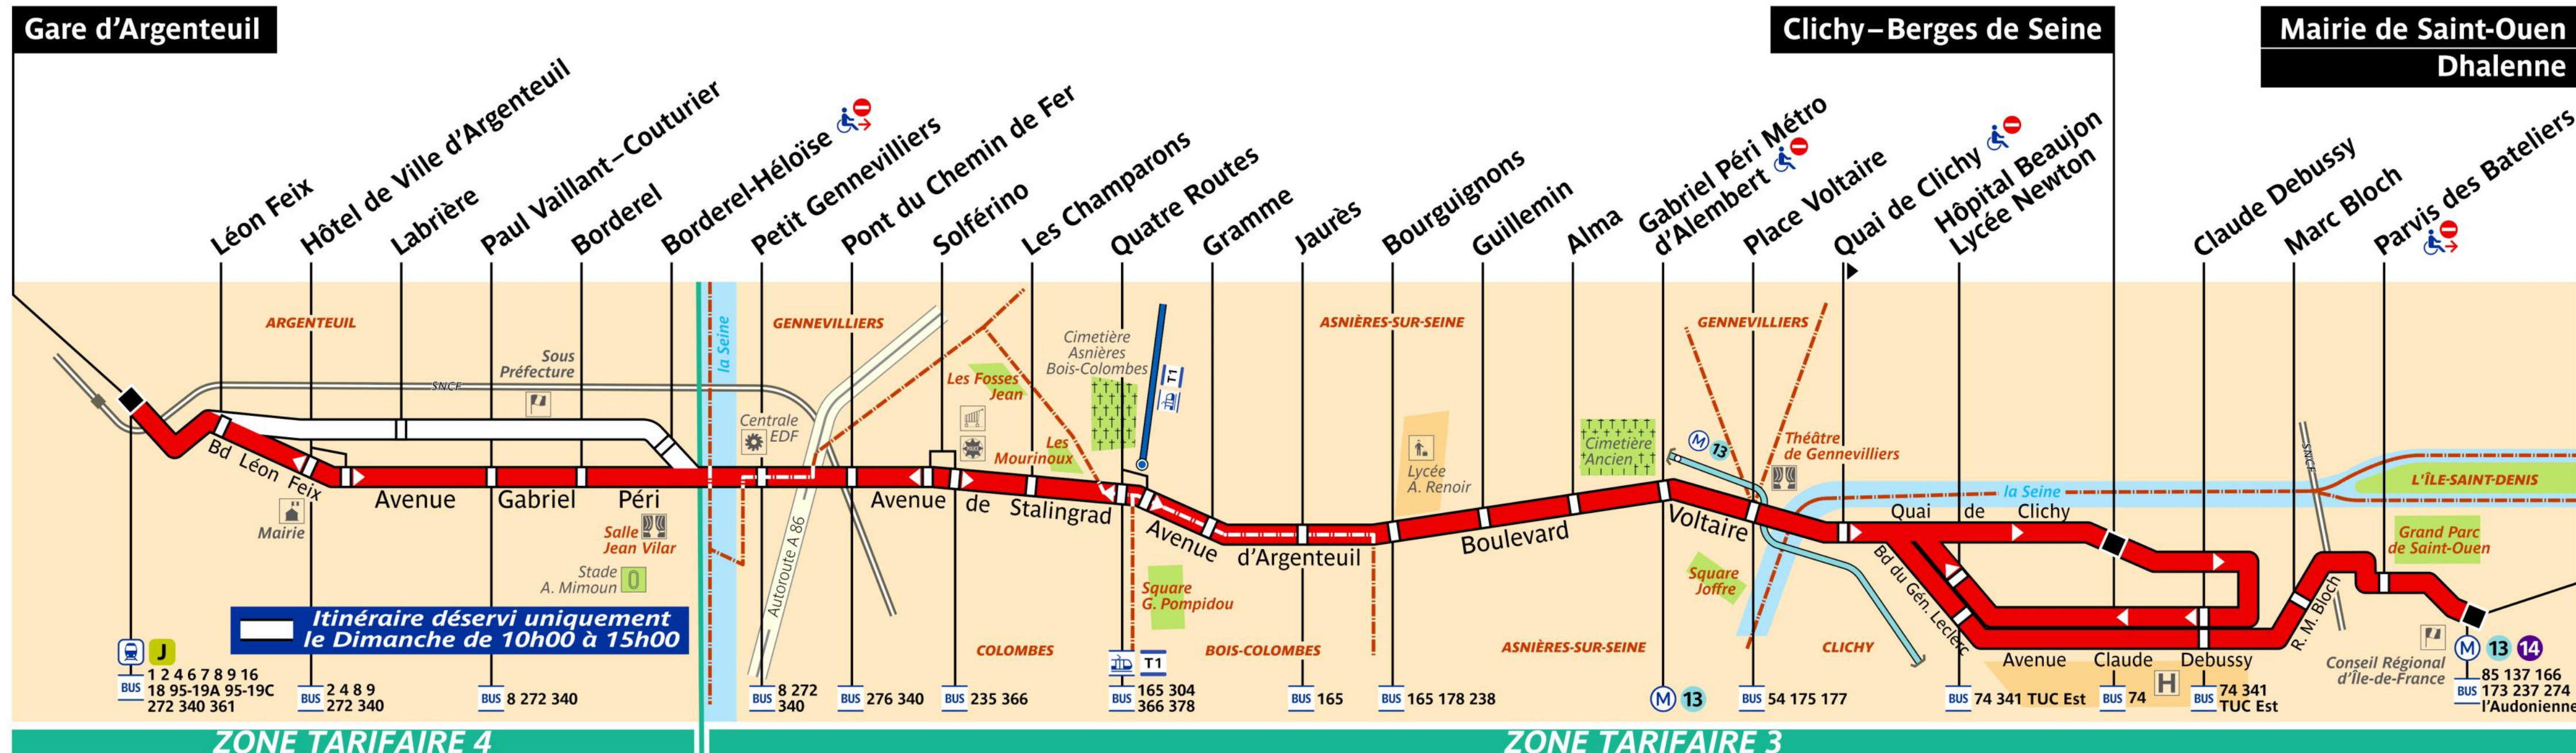 Gare d'Argenteuil
Clichy–Berges de Seine
Mairie de Saint-Ouen
Dhalenne
Léon Feix
Hôtel de Ville d'Argenteuil
Labrière
Paul Vaillant–Couturier
Borderel
Borderel-Héloïse
Petit Gennevilliers
Pont du Chemin de Fer
Solférino
Les Champarons
Quatre Routes
Gramme
Jaurès
Bourguignons
Guillemin
Alma
Gabriel Péri Métro
d'Alembert
Place Voltaire
Quai de Clichy
Hôpital Beaujon
Lycée Newton
Claude Debussy
Marc Bloch
Parvis des Bateliers
ARGENTEUIL
la Seine
GENNEVILLIERS
ASNIÈRES-SUR-SEINE
GENNEVILLIERS
Sous
Préfecture
SNCF
Centrale
EDF
Les Fosses
Jean
Les
Mourinoux
Cimetière
Asnières
Bois-Colombes
T1
Lycée
A. Renoir
Cimetière
Ancien
M 13
Théâtre
de Gennevilliers
la Seine
SNCF
L'ÎLE-SAINT-DENIS
Grand Parc
de Saint-Ouen
Bd Léon Feix
Avenue Gabriel Péri
Avenue de Stalingrad
Avenue d'Argenteuil
Boulevard Voltaire
Quai de Clichy
Bd du Gén. Leclerc
Avenue Claude Debussy
R. M. Bloch
Mairie
Salle
Jean Vilar
Stade
A. Mimoun
Autoroute A 86
Square
G. Pompidou
Square
Joffre
COLOMBES
BOIS-COLOMBES
ASNIÈRES-SUR-SEINE
CLICHY
H
Conseil Régional
d'Île-de-France
Itinéraire déservi uniquement
le Dimanche de 10h00 à 15h00
J
BUS 1 2 4 6 7 8 9 16
18 95-19A 95-19C
272 340 361
BUS 2 4 8 9
272 340
BUS 8 272 340
BUS 8 272
340
BUS 276 340
BUS 235 366
T1
BUS 165 304
366 378
BUS 165
BUS 165 178 238
M 13
BUS 54 175 177
BUS 74 341 TUC Est
BUS 74
BUS 74 341
TUC Est
M 13 14
BUS 85 137 166
173 237 274
l'Audonienne
ZONE TARIFAIRE 4
ZONE TARIFAIRE 3